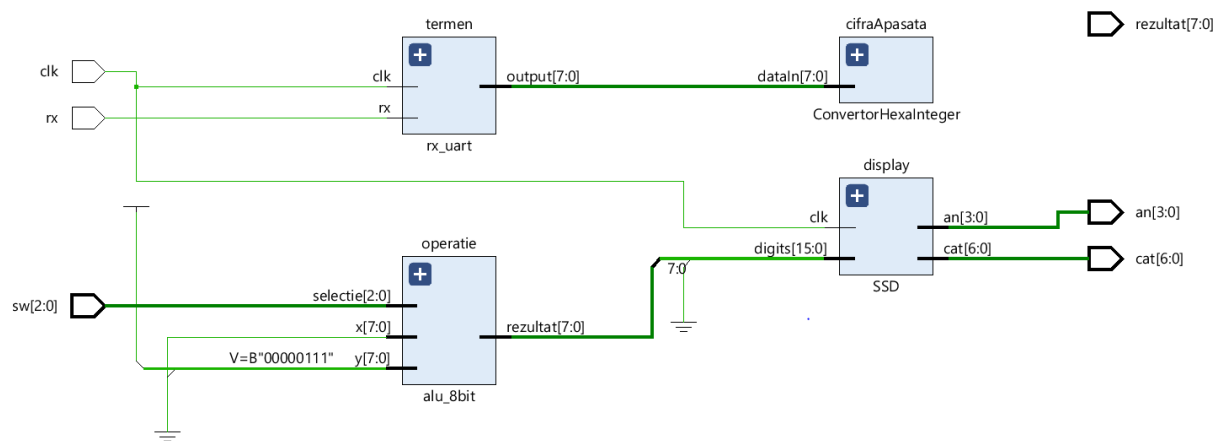 termen
cifraApasata
rezultat[7:0]
clk
clk
output[7:0]
dataIn[7:0]
rx
rx
ConvertorHexaInteger
rx_uart
display
clk
an[3:0]
an[3:0]
operatie
digits[15:0]
cat[6:0]
cat[6:0]
7:0
SSD
sw[2:0]
selectie[2:0]
x[7:0]
rezultat[7:0]
V=B"00000111"
y[7:0]
alu_8bit